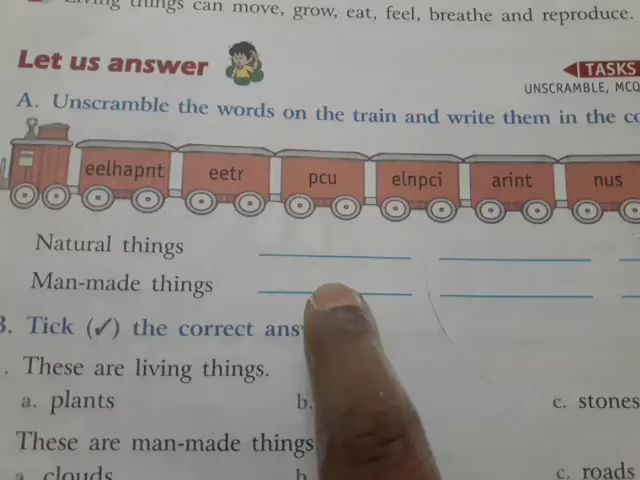 Living things can move, grow, eat, feel, breathe and reproduce.
Let us answer
TASKS
UNSCRAMBLE, MCQ
A. Unscramble the words on the train and write them in the
eelhapnt eetr pcu elnpci arint nus
Natural things
Man-made things
B. Tick (✓) the correct
These are living things.
a. plants b. c. stones
These are man-made things
a. clouds b c. roads